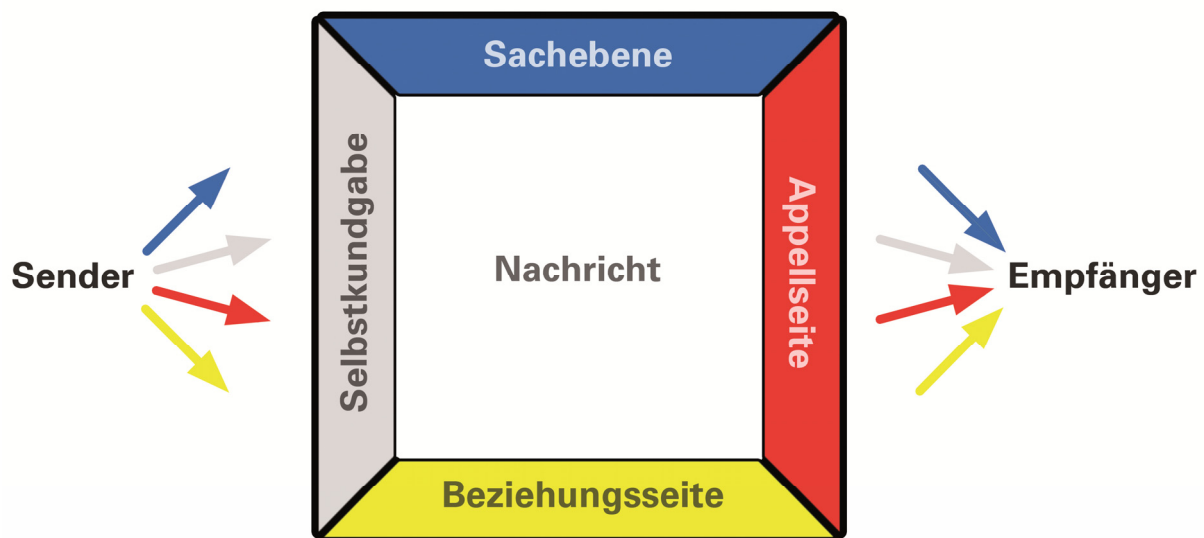 Sachebene
Selbstkundgabe
Appellseite
Sender
Nachricht
Empfänger
Beziehungsseite